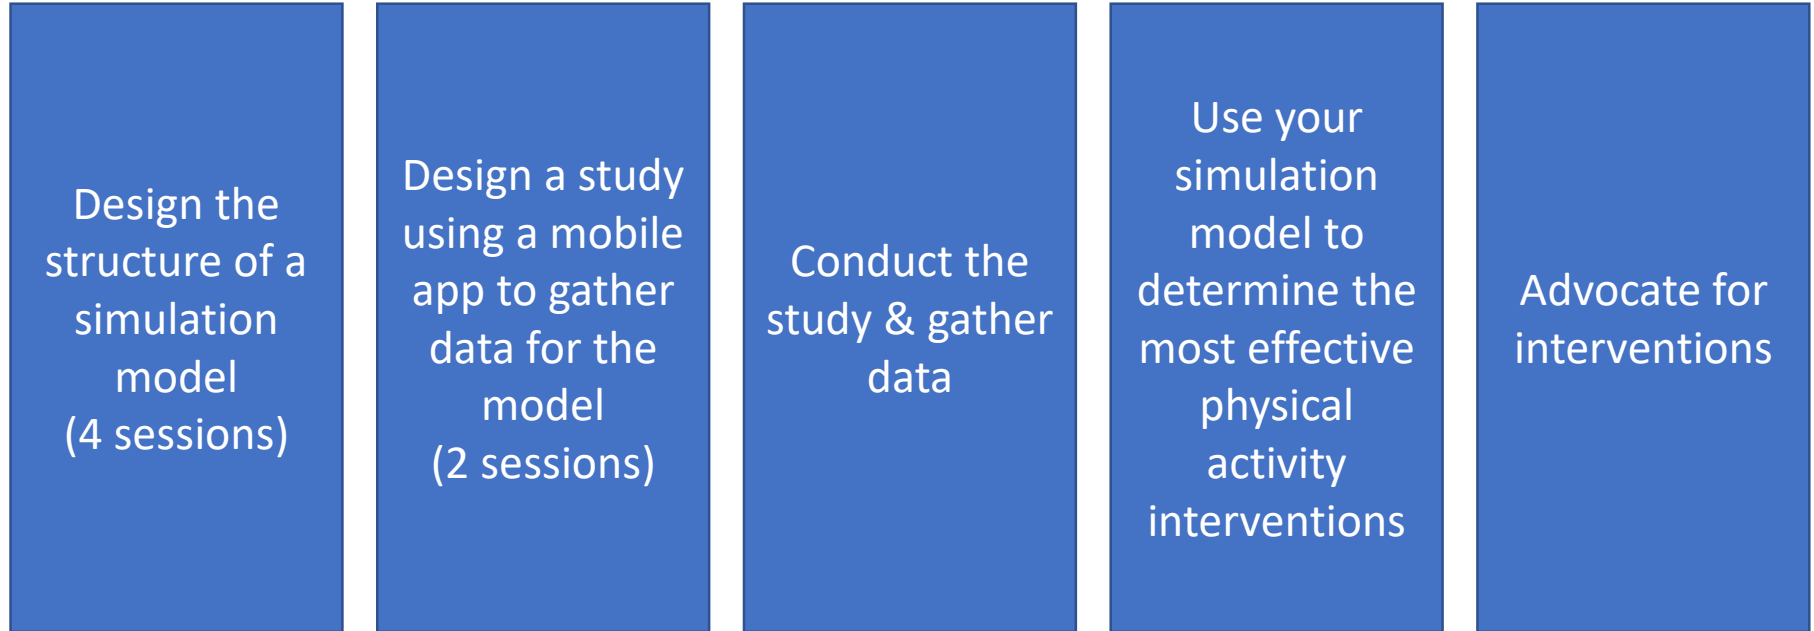 Design the
structure of a
simulation
model
(4 sessions)
Design a study
using a mobile
app to gather
data for the
model
(2 sessions)
Conduct the
study & gather
data
Use your
simulation
model to
determine the
most effective
physical
activity
interventions
Advocate for
interventions